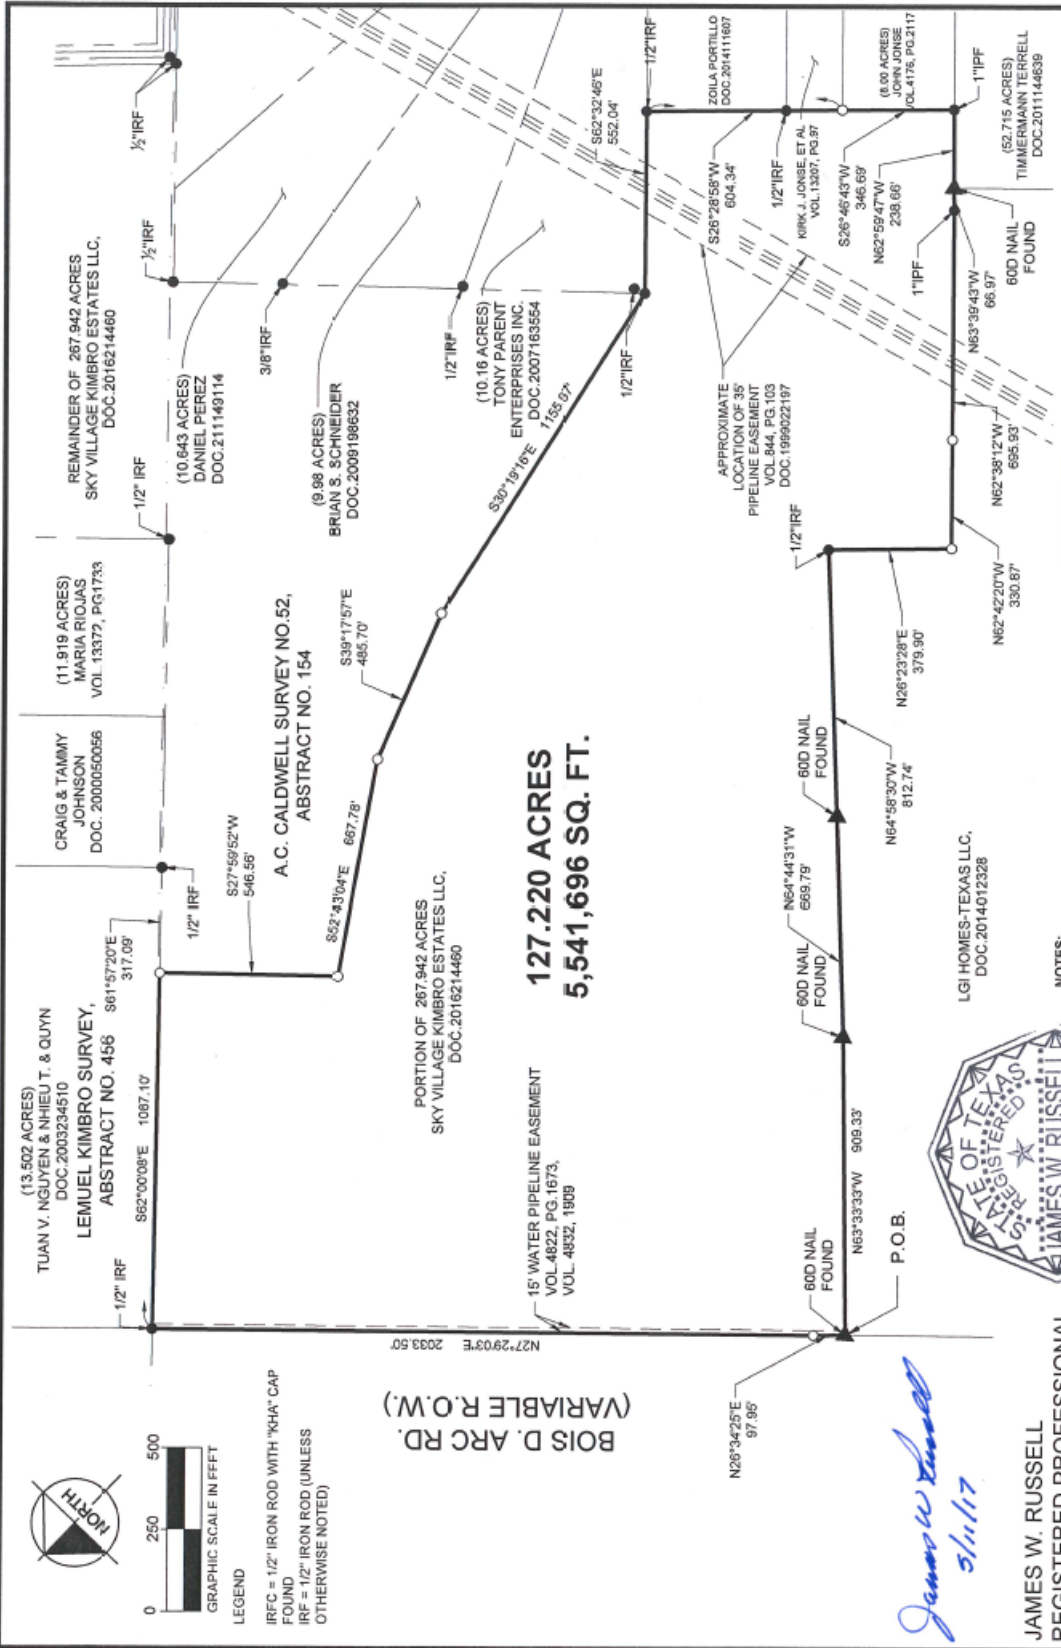 (13.502 ACRES)
TUAN V. NGUYEN & NHIEU T. & QUYN
DOC.2003234510
LEMUEL KIMBRO SURVEY,
ABSTRACT NO. 456
1/2" IRF
S62°00'08"E 1087.10'
S61°57'20"E
317.09'
1/2" IRF
CRAIG & TAMMY
JOHNSON
DOC. 2000050056
(11.919 ACRES)
MARIA RIOJAS
VOL.13372, PG1733
1/2" IRF
REMAINDER OF 267.942 ACRES
SKY VILLAGE KIMBRO ESTATES LLC,
DOC.2016214460
½"IRF
½"IRF
(10.643 ACRES)
DANIEL PEREZ
DOC.211149114
3/8"IRF
(9.98 ACRES)
BRIAN S. SCHNEIDER
DOC.2009198632
1/2"IRF
(10.16 ACRES)
TONY PARENT
ENTERPRISES INC.
DOC.2007163554
1/2"IRF
NORTH
0 250 500
GRAPHIC SCALE IN FEET
LEGEND
IRFC = 1/2" IRON ROD WITH "KHA" CAP
FOUND
IRF = 1/2" IRON ROD (UNLESS
OTHERWISE NOTED)
S27°59'52"W
546.56'
A.C. CALDWELL SURVEY NO.52,
ABSTRACT NO. 154
S52°43'04"E 667.78'
S39°17'57"E
485.70'
S30°19'16"E 1155.07'
S62°32'46"E
552.04'
1/2"IRF
ZOILA PORTILLO
DOC.2014111607
S26°28'58"W
604.34'
1/2"IRF
KIRK J. JONSE, ET AL
VOL.13207, PG.97
(8.00 ACRES)
JOHN JONSE
VOL.4176, PG.2117
S26°46'43"W
346.69'
N62°59'47"W
238.66'
1"IPF
(52.715 ACRES)
TIMMERMANN TERRELL
DOC.2011144639
1"IPF
60D NAIL
FOUND
N63°39'43"W
66.97'
N62°38'12"W
695.93'
APPROXIMATE
LOCATION OF 35'
PIPELINE EASEMENT
VOL.844, PG.103
DOC.1999022197
PORTION OF 267.942 ACRES
SKY VILLAGE KIMBRO ESTATES LLC,
DOC.2016214460
127.220 ACRES
5,541,696 SQ. FT.
15' WATER PIPELINE EASEMENT
VOL.4822, PG.1673,
VOL. 4832, 1909
N27°29'03"E 2033.50'
BOIS D. ARC RD.
(VARIABLE R.O.W.)
N26°34'25"E
97.95'
60D NAIL
FOUND
P.O.B.
N63°33'33"W 909.33'
60D NAIL
FOUND
N64°44'31"W
669.79'
60D NAIL
FOUND
N64°58'30"W
812.74'
1/2"IRF
N26°23'28"E
379.90'
N62°42'20"W
330.87'
LGI HOMES-TEXAS LLC,
DOC.2014012328
NOTES:
STATE OF TEXAS
REGISTERED
JAMES W. RUSSELL
James W Russell
5/11/17
JAMES W. RUSSELL
REGISTERED PROFESSIONAL